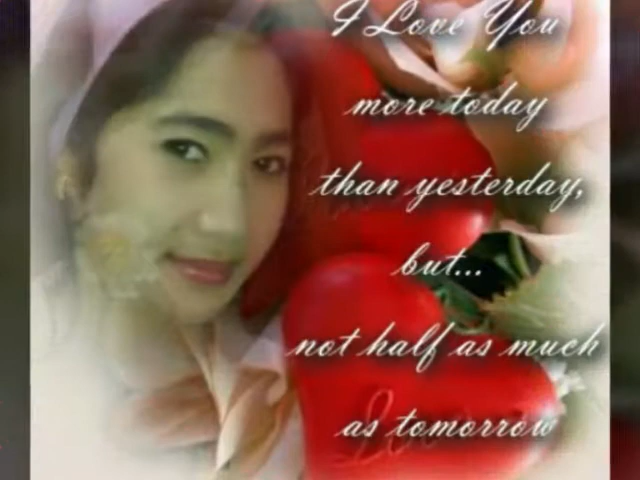 I Love You
more today
than yesterday,
but...
not half as much
as tomorrow